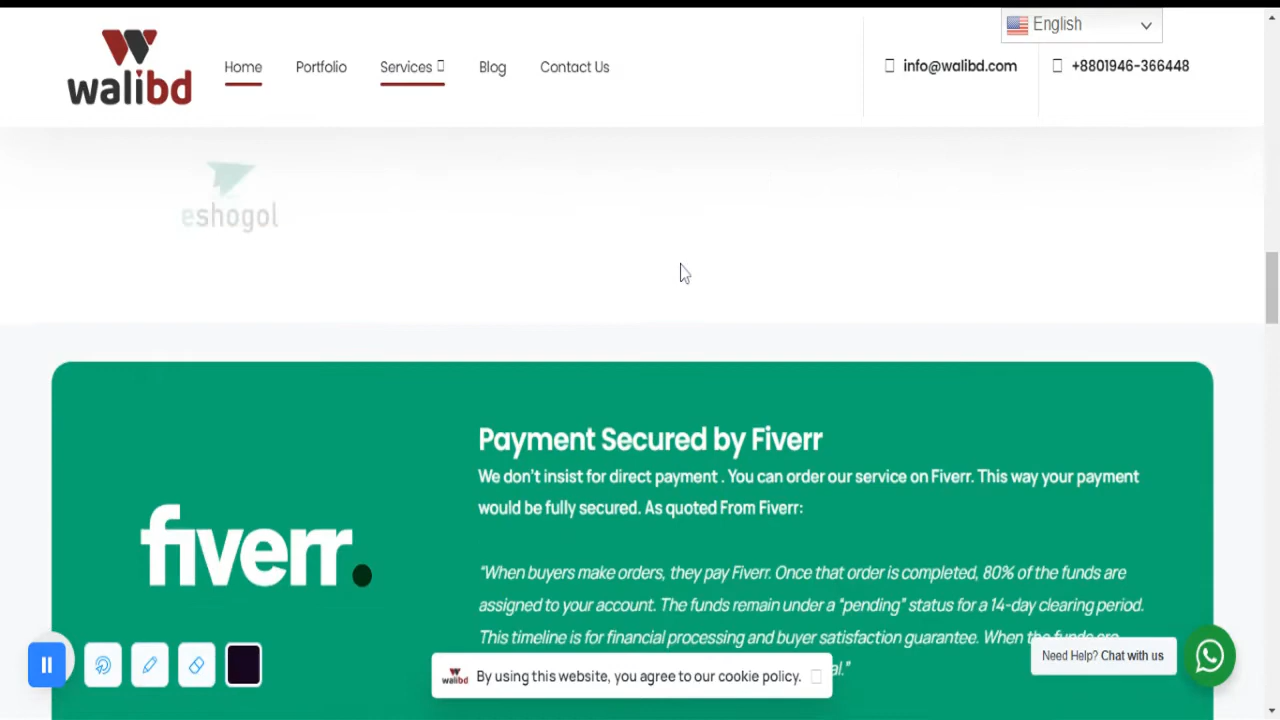 English
walibd
Home
Portfolio
Services
Blog
Contact Us
info@walibd.com
+8801946-366448
eshogol
Payment Secured by Fiverr
We don't insist for direct payment . You can order our service on Fiverr. This way your payment
would be fully secured. As quoted From Fiverr:
fiverr.
"When buyers make orders, they pay Fiverr. Once that order is completed, 80% of the funds are
assigned to your account. The funds remain under a "pending" status for a 14-day clearing period.
This timeline is for financial processing and buyer satisfaction guarantee. When the funds are
Need Help? Chat with us
walibd
By using this website, you agree to our cookie policy.